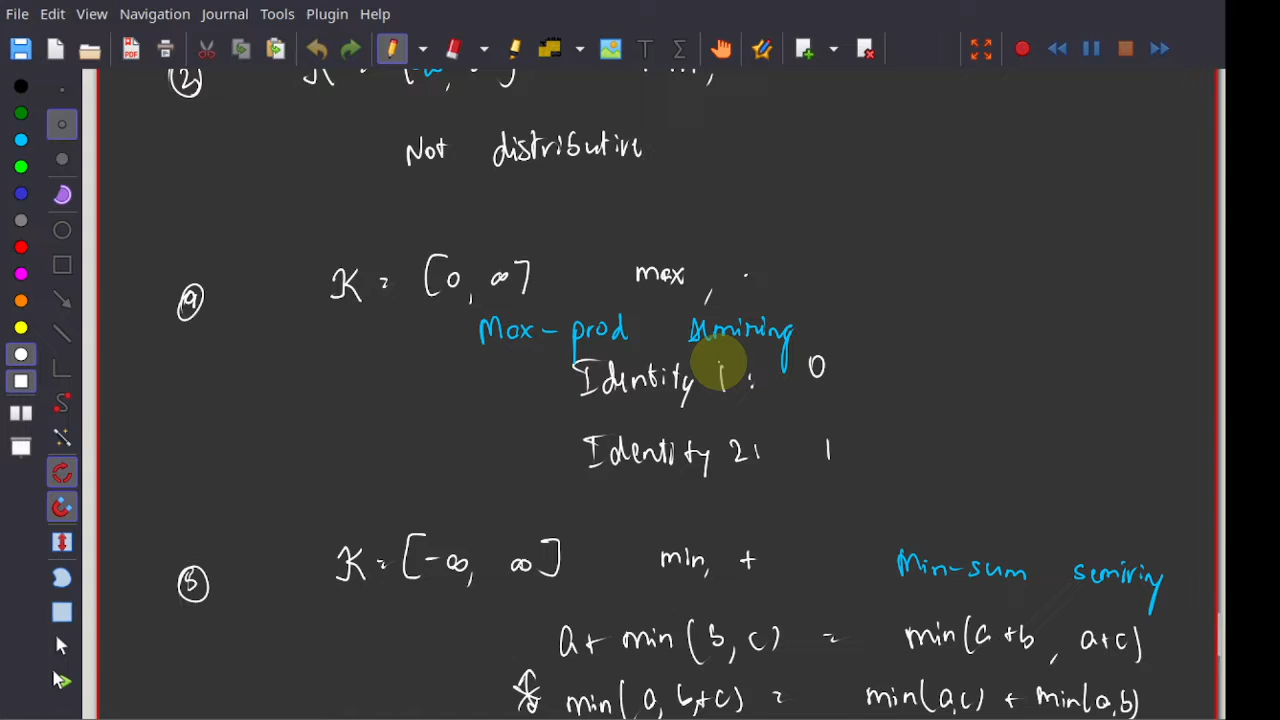 File Edit View Navigation Journal Tools Plugin Help
②
Not distributive
④ K = [0, ∞] max, ·
Max-prod semiring
Identity 1: 0
Identity 2: 1
⑤ K = [-∞, ∞] min, + Min-sum semiring
a + min(b, c) = min(a+b, a+c)
min(a, b+c) = min(a,c) + min(a,b)